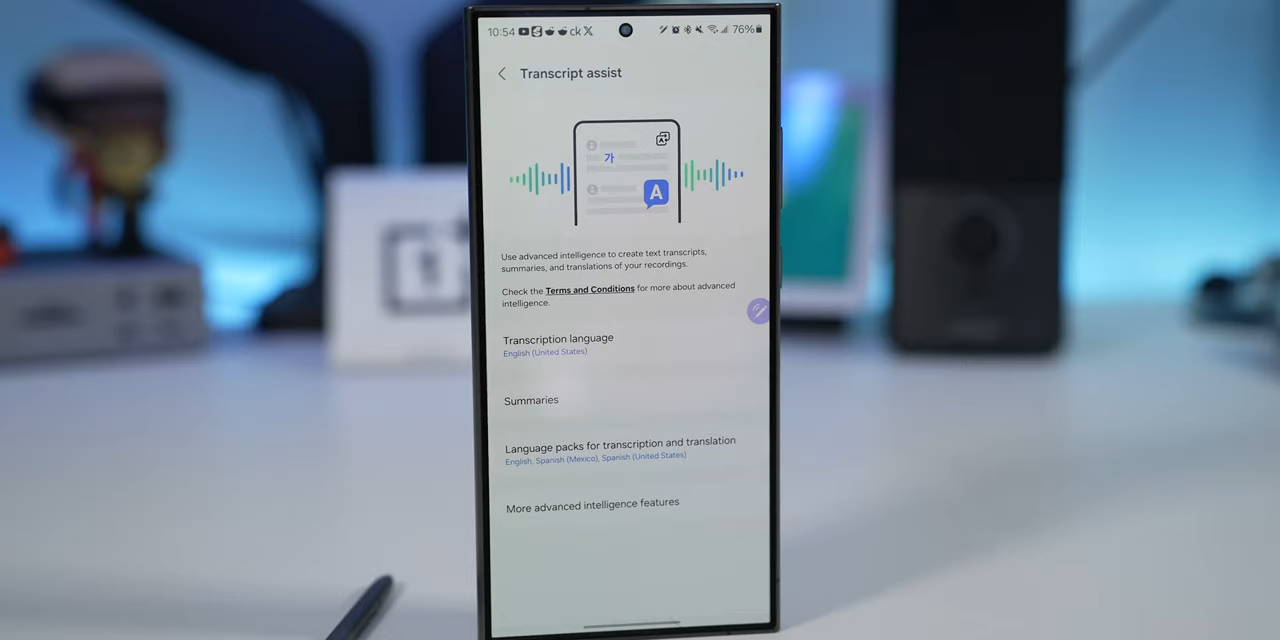 10:54 ck X 76%
Transcript assist
가
A
A
Use advanced intelligence to create text transcripts,
summaries, and translations of your recordings.
Check the Terms and Conditions for more about advanced
intelligence.
Transcription language
English (United States)
Summaries
Language packs for transcription and translation
English, Spanish (Mexico), Spanish (United States)
More advanced intelligence features
1